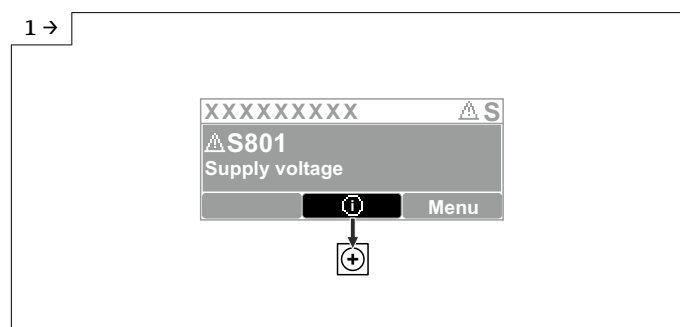 1 →
XXXXXXXXX ⚠ S
⚠S801
Supply voltage
ⓘ Menu
+